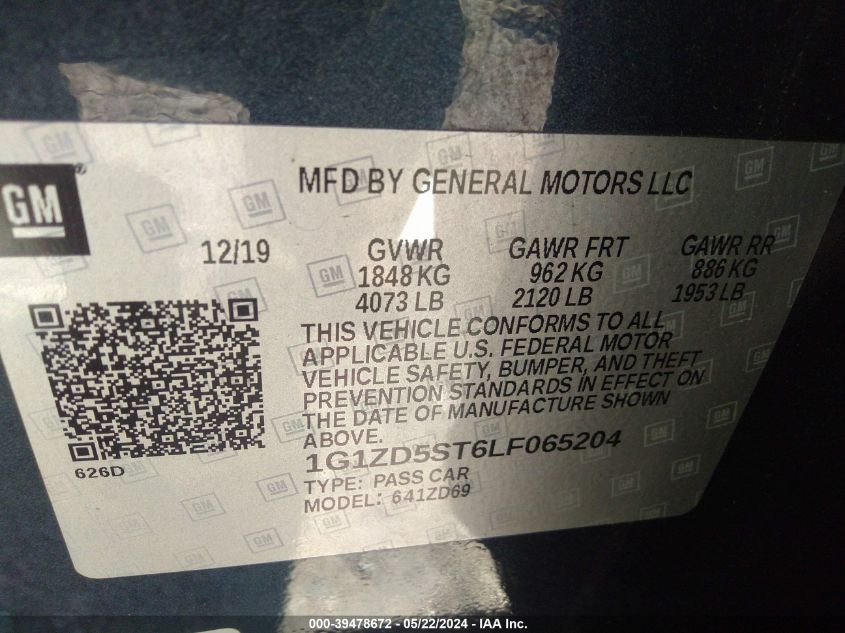 GM
MFD BY GENERAL MOTORS LLC
12/19 GVWR GAWR FRT GAWR RR
1848 KG 962 KG 886 KG
4073 LB 2120 LB 1953 LB
THIS VEHICLE CONFORMS TO ALL
APPLICABLE U.S. FEDERAL MOTOR
VEHICLE SAFETY, BUMPER, AND THEFT
PREVENTION STANDARDS IN EFFECT ON
THE DATE OF MANUFACTURE SHOWN
ABOVE.
626D
1G1ZD5ST6LF065204
TYPE: PASS CAR
MODEL: 641ZD69
000-39478672 - 05/22/2024 - IAA Inc.